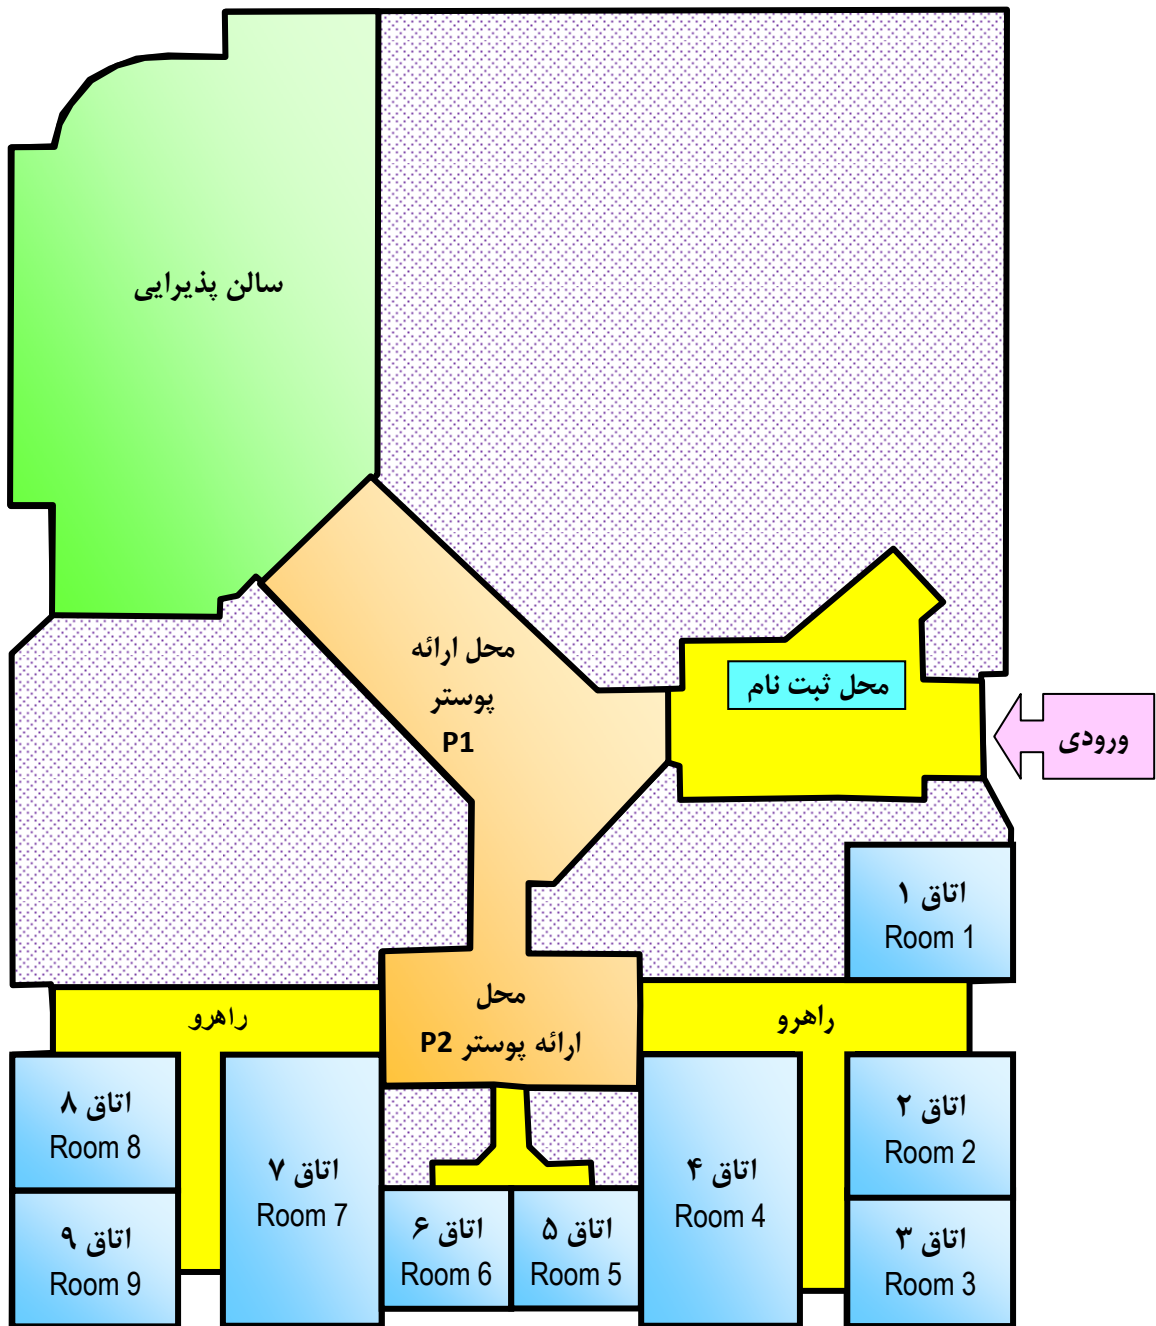 سالن پذیرایی
محل ارائه
پوستر
P1
محل ثبت نام
ورودی
اتاق ۱
Room 1
راهرو
محل
ارائه پوستر P2
راهرو
اتاق ۲
Room 2
اتاق ۳
Room 3
اتاق ۴
Room 4
اتاق ۵
Room 5
اتاق ۶
Room 6
اتاق ۷
Room 7
اتاق ۸
Room 8
اتاق ۹
Room 9